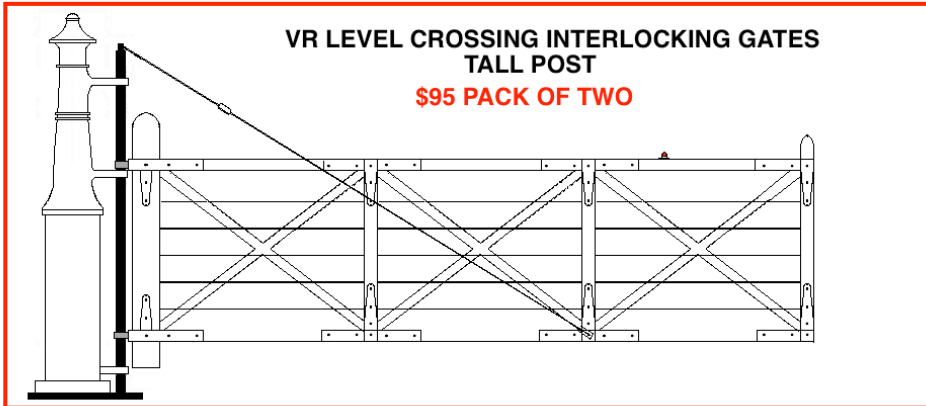 VR LEVEL CROSSING INTERLOCKING GATES
TALL POST
$95 PACK OF TWO